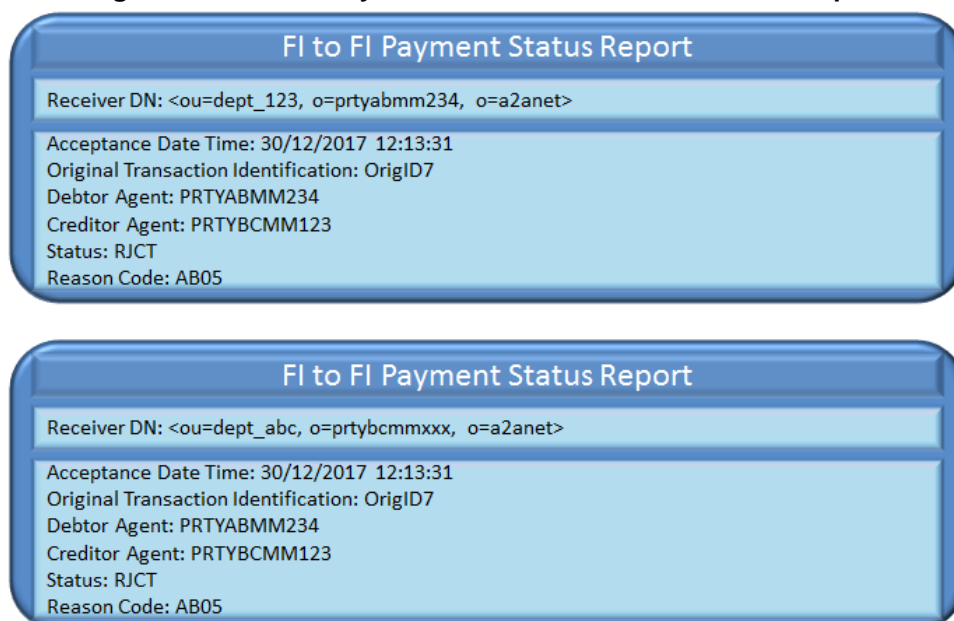 FI to FI Payment Status Report
Receiver DN: <ou=dept_123, o=prtyabmm234, o=a2anet>
Acceptance Date Time: 30/12/2017 12:13:31
Original Transaction Identification: OrigID7
Debtor Agent: PRTYABMM234
Creditor Agent: PRTYBCMM123
Status: RJCT
Reason Code: AB05
FI to FI Payment Status Report
Receiver DN: <ou=dept_abc, o=prtybcmmxxx, o=a2anet>
Acceptance Date Time: 30/12/2017 12:13:31
Original Transaction Identification: OrigID7
Debtor Agent: PRTYABMM234
Creditor Agent: PRTYBCMM123
Status: RJCT
Reason Code: AB05